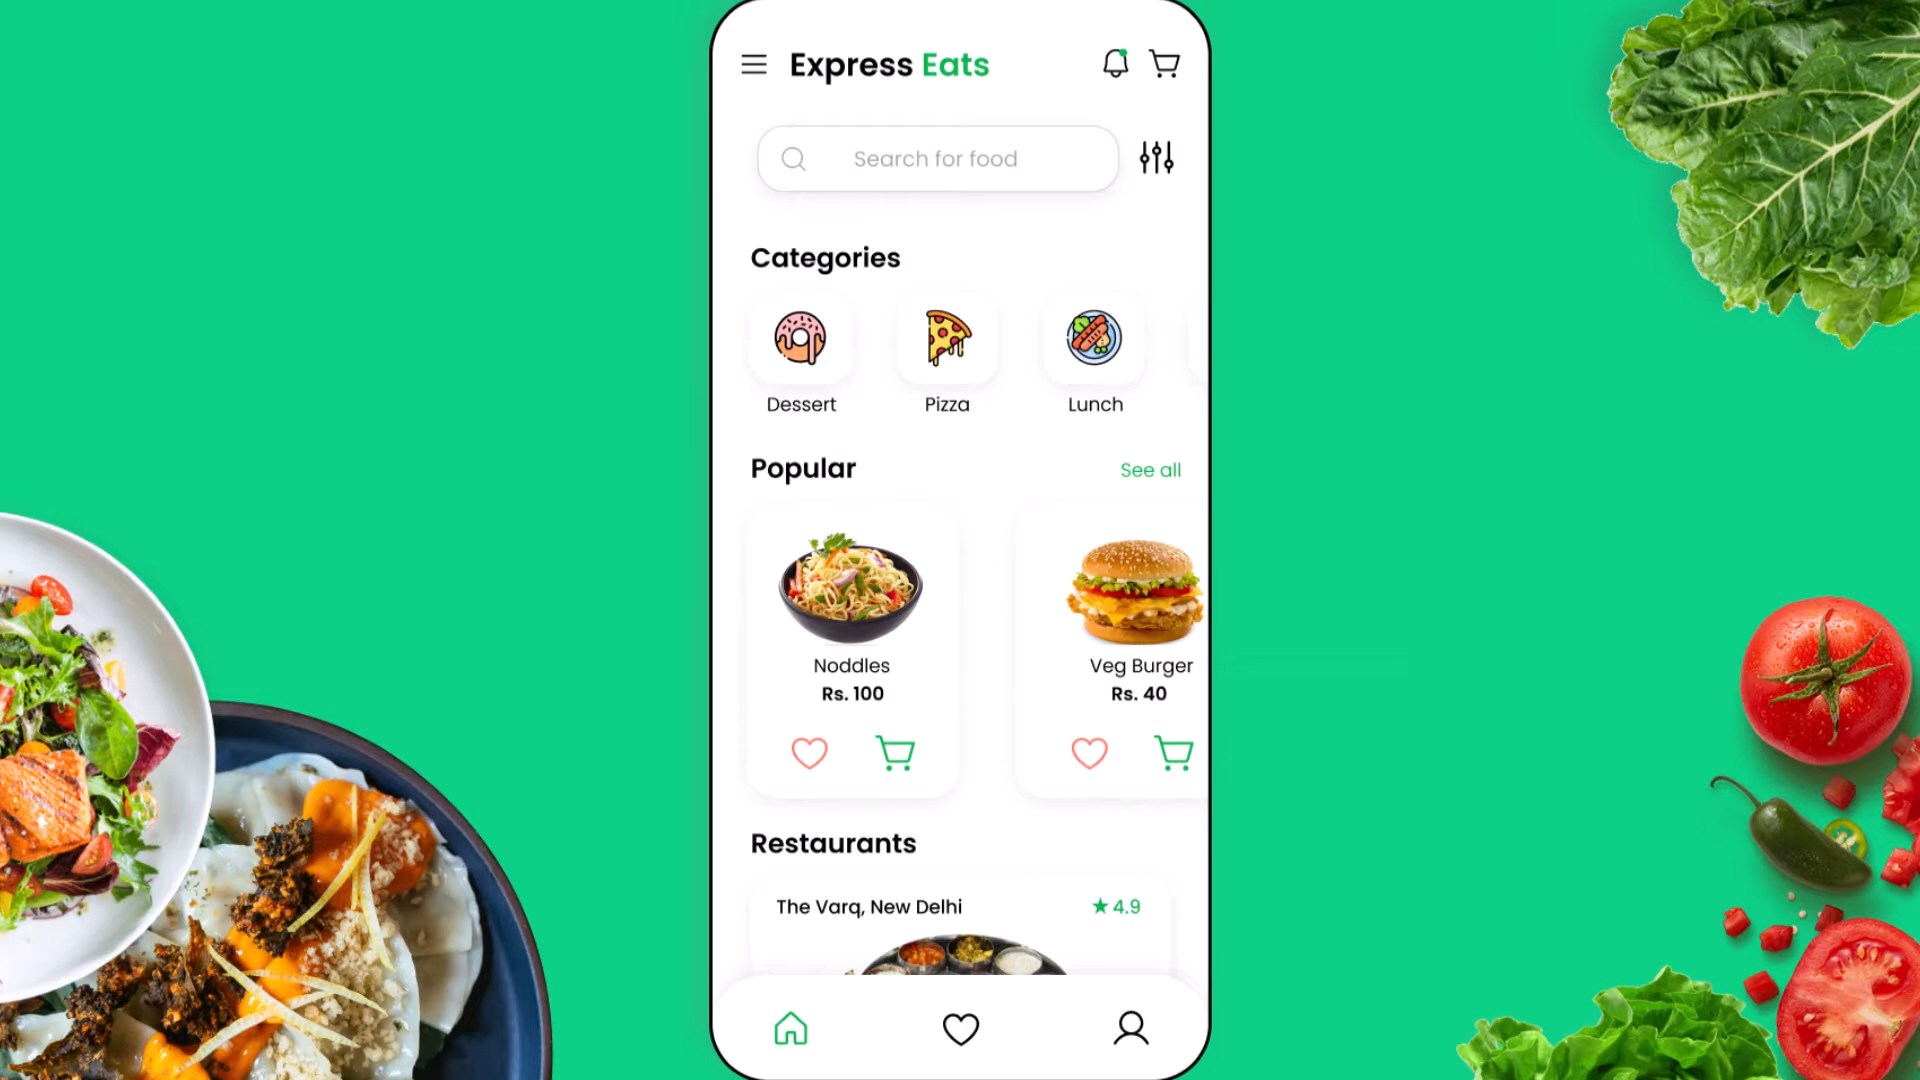 Express Eats
Search for food
Categories
Dessert
Pizza
Lunch
Popular
See all
Noddles
Rs. 100
Veg Burger
Rs. 40
Restaurants
The Varq, New Delhi
★ 4.9